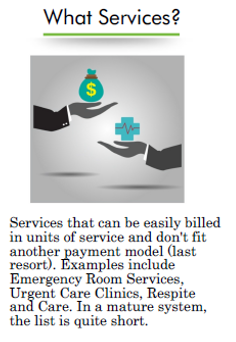 What Services?
$
Services that can be easily billed
in units of service and don't fit
another payment model (last
resort). Examples include
Emergency Room Services,
Urgent Care Clinics, Respite
and Care. In a mature system,
the list is quite short.